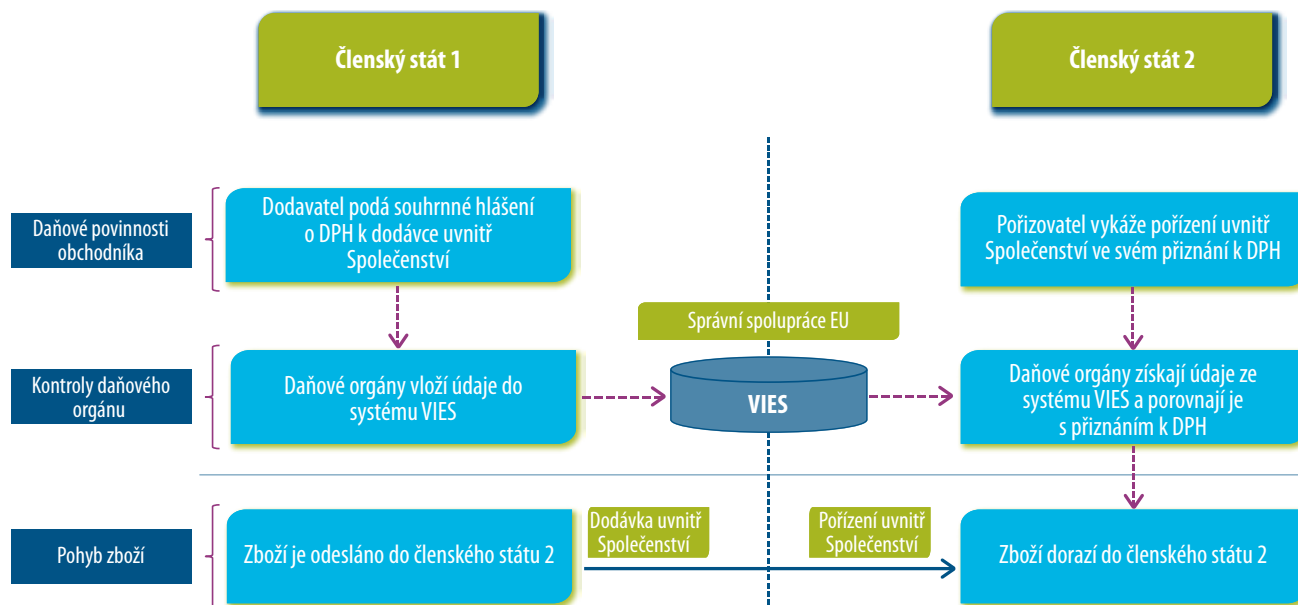 Členský stát 1
Členský stát 2
Daňové povinnosti
obchodníka
Dodavatel podá souhrnné hlášení
o DPH k dodávce uvnitř
Společenství
Pořizovatel vykáže pořízení uvnitř
Společenství ve svém přiznání k DPH
Správní spolupráce EU
Kontroly daňového
orgánu
Daňové orgány vloží údaje do
systému VIES
VIES
Daňové orgány získají údaje ze
systému VIES a porovnají je
s přiznáním k DPH
Pohyb zboží
Zboží je odesláno do členského státu 2
Dodávka uvnitř
Společenství
Pořízení uvnitř
Společenství
Zboží dorazí do členského státu 2